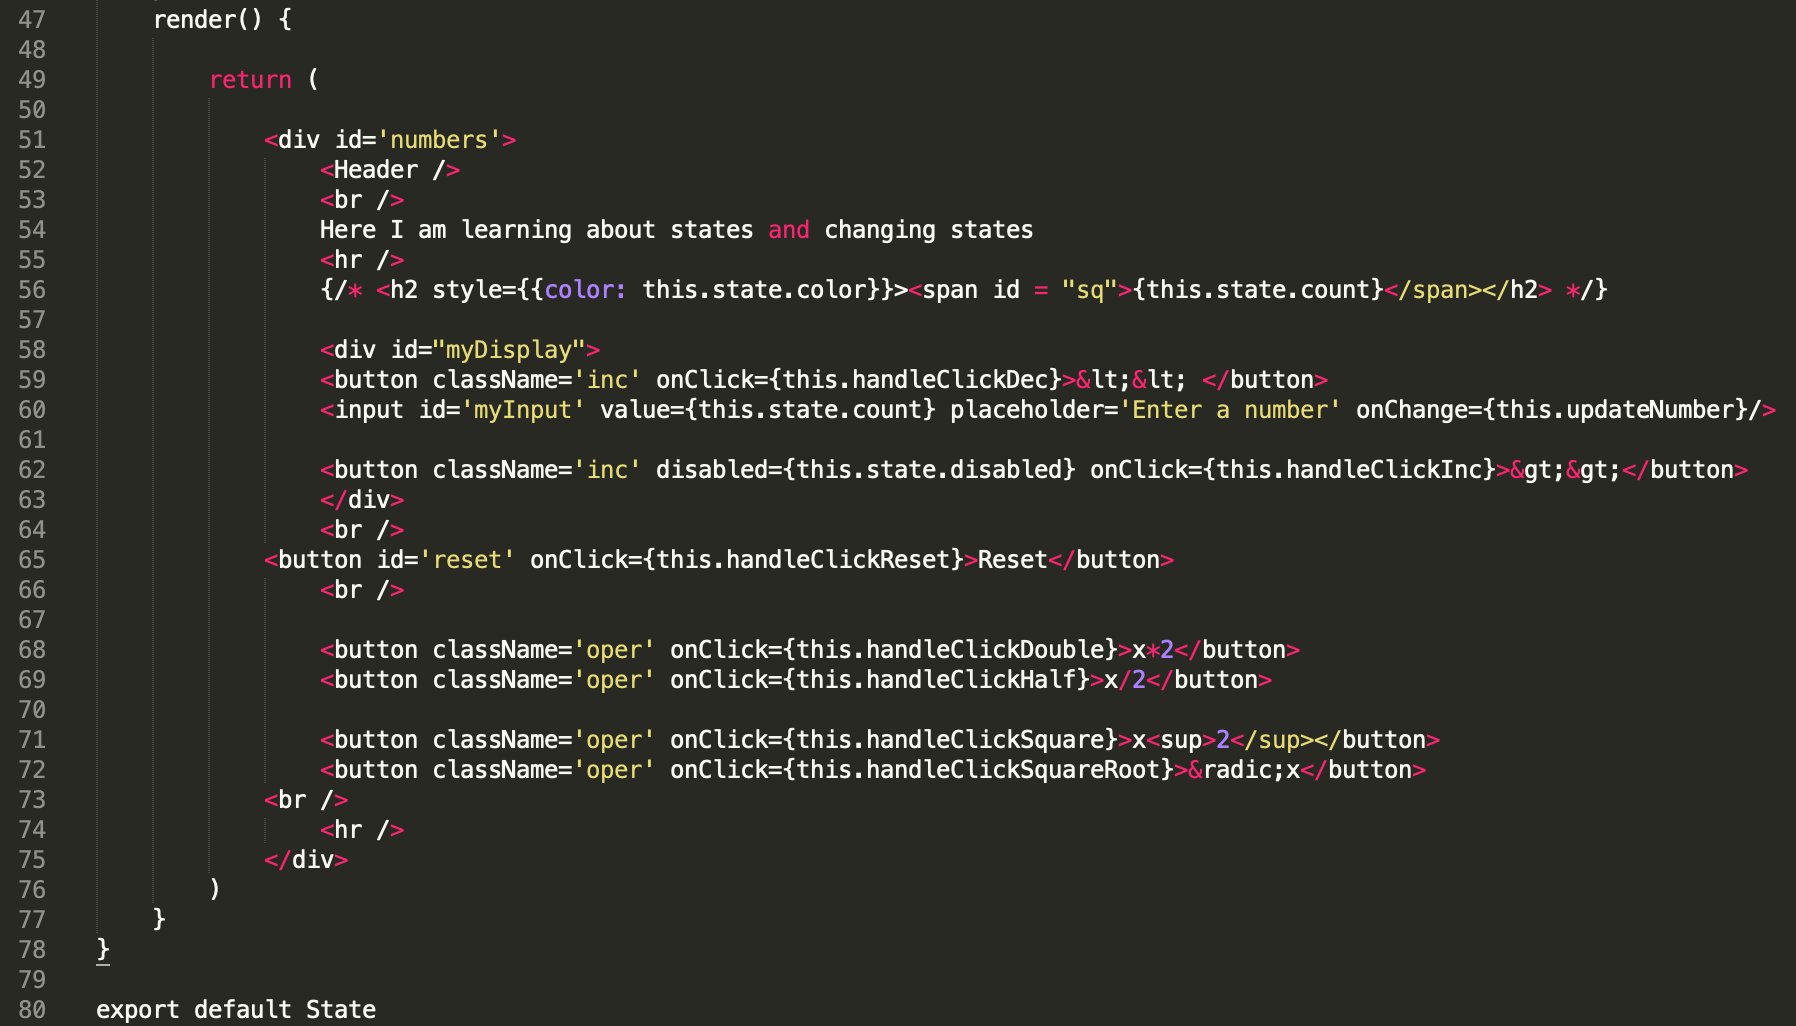 47 render() {
48
49 return (
50
51 <div id='numbers'>
52 <Header />
53 <br />
54 Here I am learning about states and changing states
55 <hr />
56 {/* <h2 style={{color: this.state.color}}><span id = "sq">{this.state.count}</span></h2> */}
57
58 <div id="myDisplay">
59 <button className='inc' onClick={this.handleClickDec}>&lt;&lt; </button>
60 <input id='myInput' value={this.state.count} placeholder='Enter a number' onChange={this.updateNumber}/>
61
62 <button className='inc' disabled={this.state.disabled} onClick={this.handleClickInc}>&gt;&gt;</button>
63 </div>
64 <br />
65 <button id='reset' onClick={this.handleClickReset}>Reset</button>
66 <br />
67
68 <button className='oper' onClick={this.handleClickDouble}>x*2</button>
69 <button className='oper' onClick={this.handleClickHalf}>x/2</button>
70
71 <button className='oper' onClick={this.handleClickSquare}>x<sup>2</sup></button>
72 <button className='oper' onClick={this.handleClickSquareRoot}>&radic;x</button>
73 <br />
74 <hr />
75 </div>
76 )
77 }
78 }
79
80 export default State